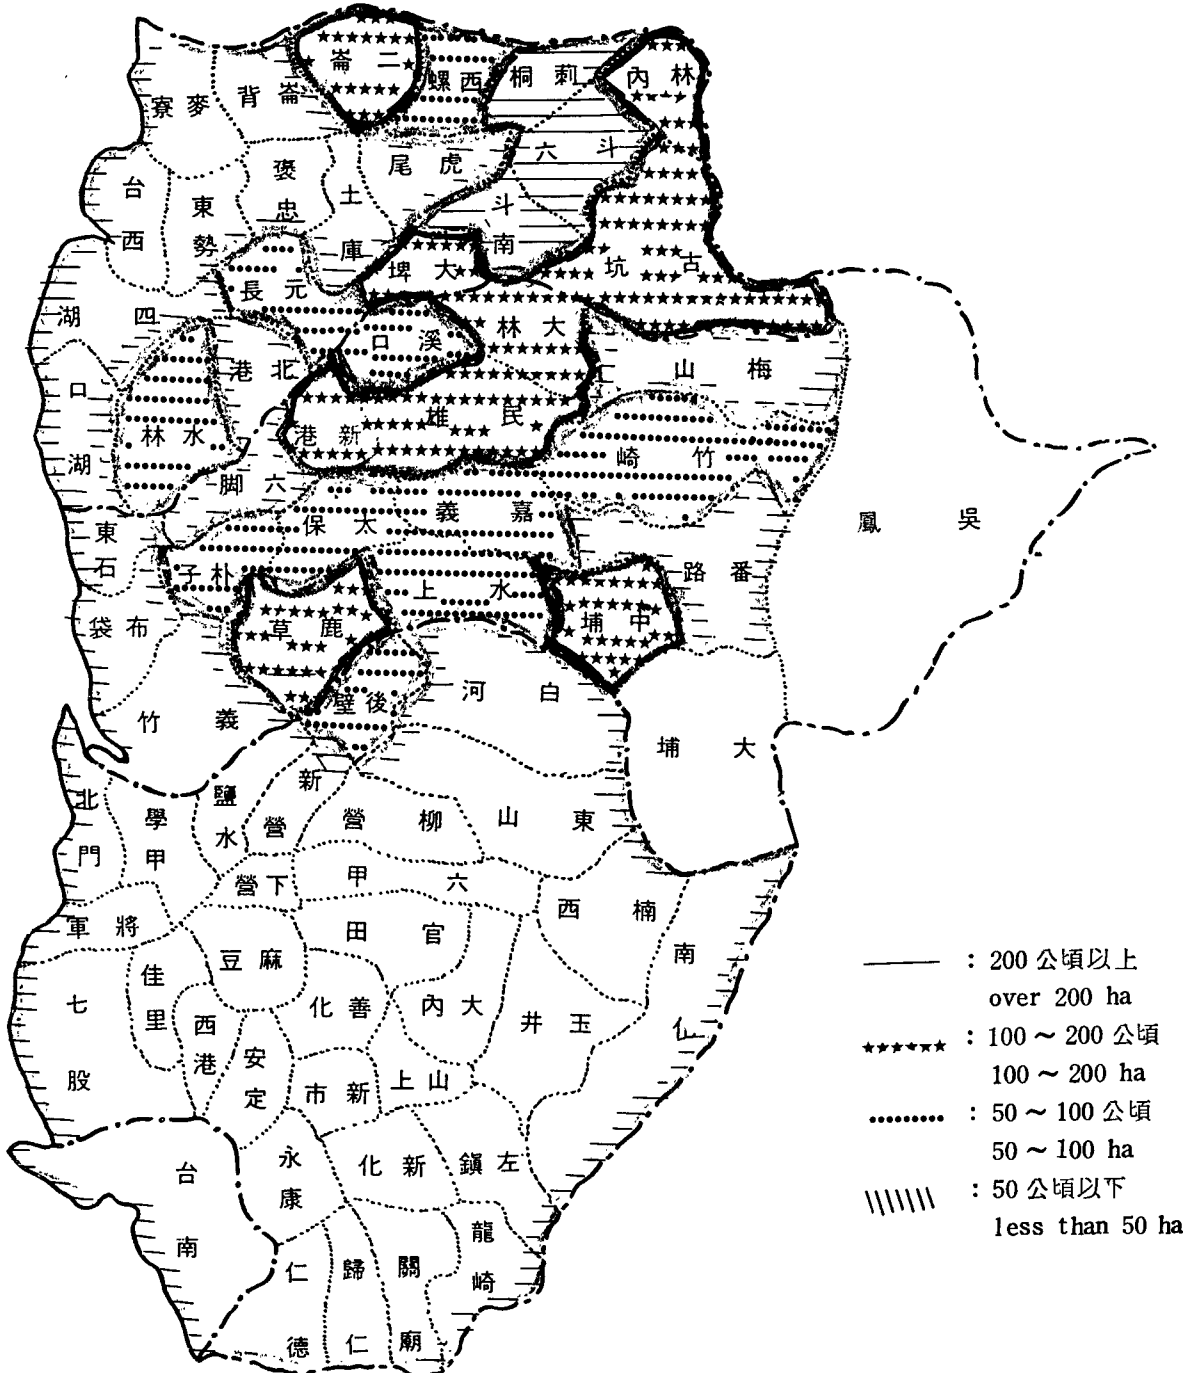 崙二
螺西
桐莿
內林
寮麥
背崙
六斗
尾虎
褒忠
土庫
台西
東勢
斗南
埤大
坑古
長元
湖四
口溪
林大
港北
山梅
口湖
林水
港新
雄民
崎竹
脚六
保太
義嘉
鳳吳
東石
子朴
上水
路番
草鹿
埔中
袋布
壁後
河白
竹義
埔大
新營
鹽水
北門
學甲
營柳
山東
營下
甲六
西楠
軍將
田官
豆麻
南仏
佳里
七股
西港
化善
內大
井玉
安定
市新
上山
永康
化新
鎭左
台南
龍崎
仁德
歸仁
關廟
: 200 公頃以上
over 200 ha
: 100～200 公頃
100～200 ha
: 50～100 公頃
50～100 ha
: 50 公頃以下
less than 50 ha